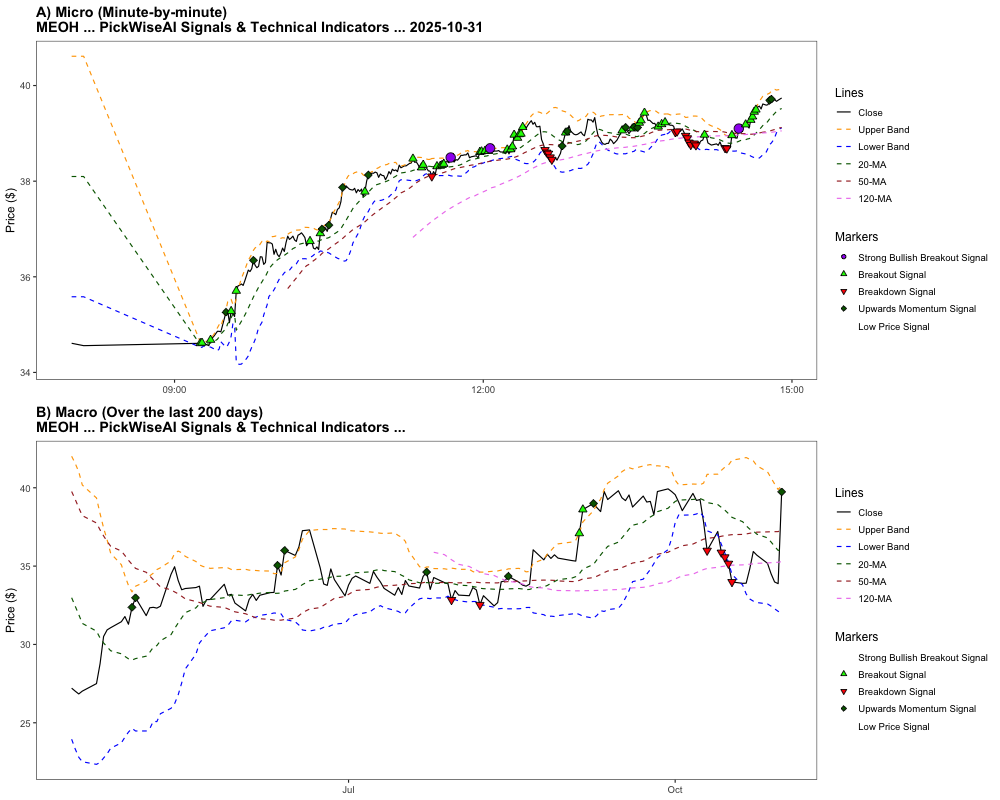 A) Micro (Minute-by-minute)
MEOH ... PickWiseAI Signals & Technical Indicators ... 2025-10-31
Price ($)
40
38
36
34
09:00
12:00
15:00
Lines
Close
Upper Band
Lower Band
20-MA
50-MA
120-MA
Markers
Strong Bullish Breakout Signal
Breakout Signal
Breakdown Signal
Upwards Momentum Signal
Low Price Signal
B) Macro (Over the last 200 days)
MEOH ... PickWiseAI Signals & Technical Indicators ...
Price ($)
40
35
30
25
Jul
Oct
Lines
Close
Upper Band
Lower Band
20-MA
50-MA
120-MA
Markers
Strong Bullish Breakout Signal
Breakout Signal
Breakdown Signal
Upwards Momentum Signal
Low Price Signal